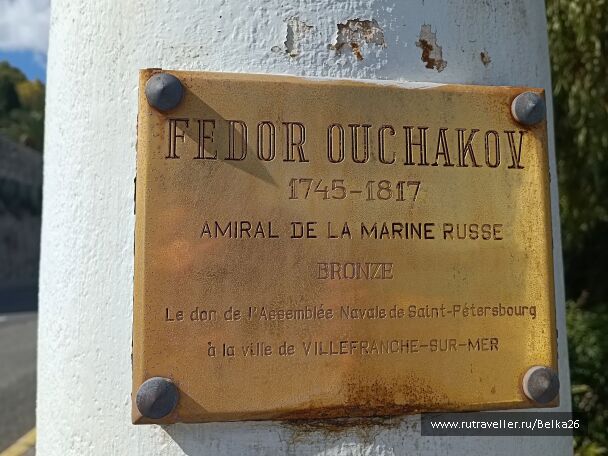 FEDOR OUCHAKOV
1745-1817
AMIRAL DE LA MARINE RUSSE
BRONZE
Le don de l'Assemblée Navale de Saint-Pétersbourg
à la ville de VILLEFRANCHE-SUR-MER
www.rutraveller.ru/Belka26